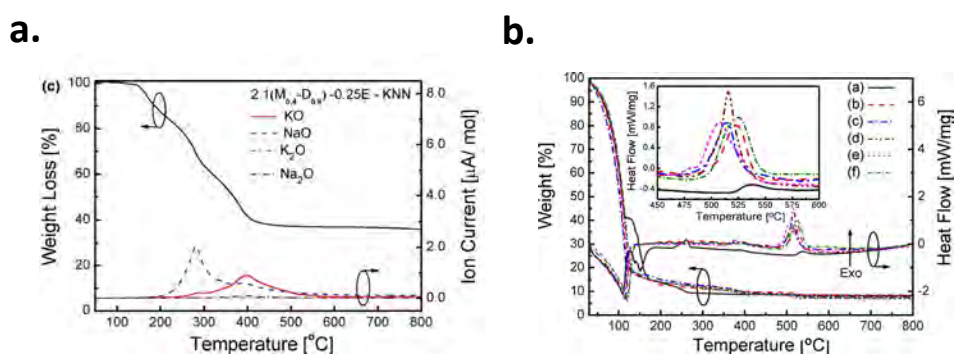 a.
(c)
2.1(M0,4-D0,6)-0.25E - KNN
KO
NaO
K2O
Na2O
100
80
60
40
20
0
8.0
6.0
4.0
2.0
0.0
Weight Loss [%]
Ion Current [μA/ mol]
100 200 300 400 500 600 700 800
Temperature [°C]
b.
100
90
80
70
60
50
40
30
20
10
0
Weight [%]
1.6
1.2
0.8
0.4
0.0
-0.4
Heat Flow [mW/mg]
450 475 500 525 550 575 600
Temperature [°C]
(a)
(b)
(c)
(d)
(e)
(f)
6
4
2
0
-2
Exo
Heat Flow [mW/mg]
100 200 300 400 500 600 700 800
Temperature [°C]